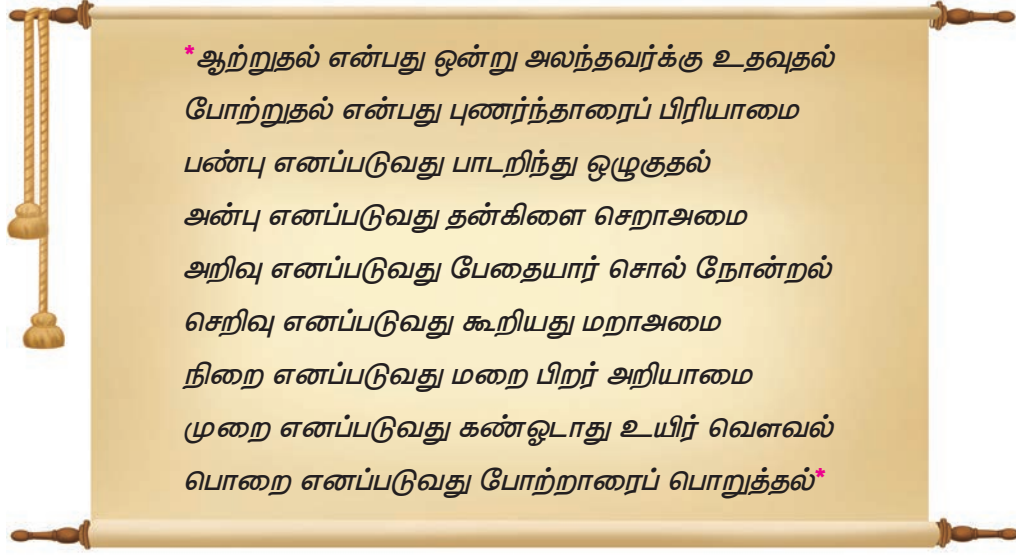 *ஆற்றுதல் என்பது ஒன்று அலந்தவர்க்கு உதவுதல்
போற்றுதல் என்பது புணர்ந்தாரைப் பிரியாமை
பண்பு எனப்படுவது பாடறிந்து ஒழுகுதல்
அன்பு எனப்படுவது தன்கிளை செறாஅமை
அறிவு எனப்படுவது பேதையார் சொல் நோன்றல்
செறிவு எனப்படுவது கூறியது மறாஅமை
நிறை எனப்படுவது மறை பிறர் அறியாமை
முறை எனப்படுவது கண்ஓடாது உயிர் வௌவல்
பொறை எனப்படுவது போற்றாரைப் பொறுத்தல்*